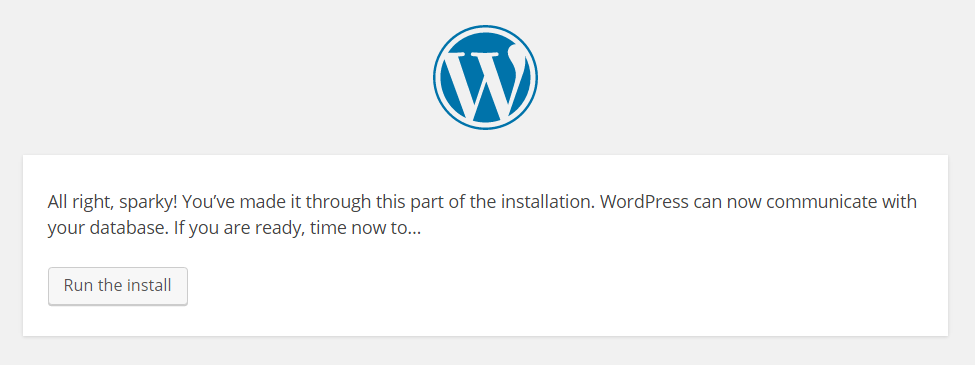 All right, sparky! You’ve made it through this part of the installation. WordPress can now communicate with
your database. If you are ready, time now to…
Run the install